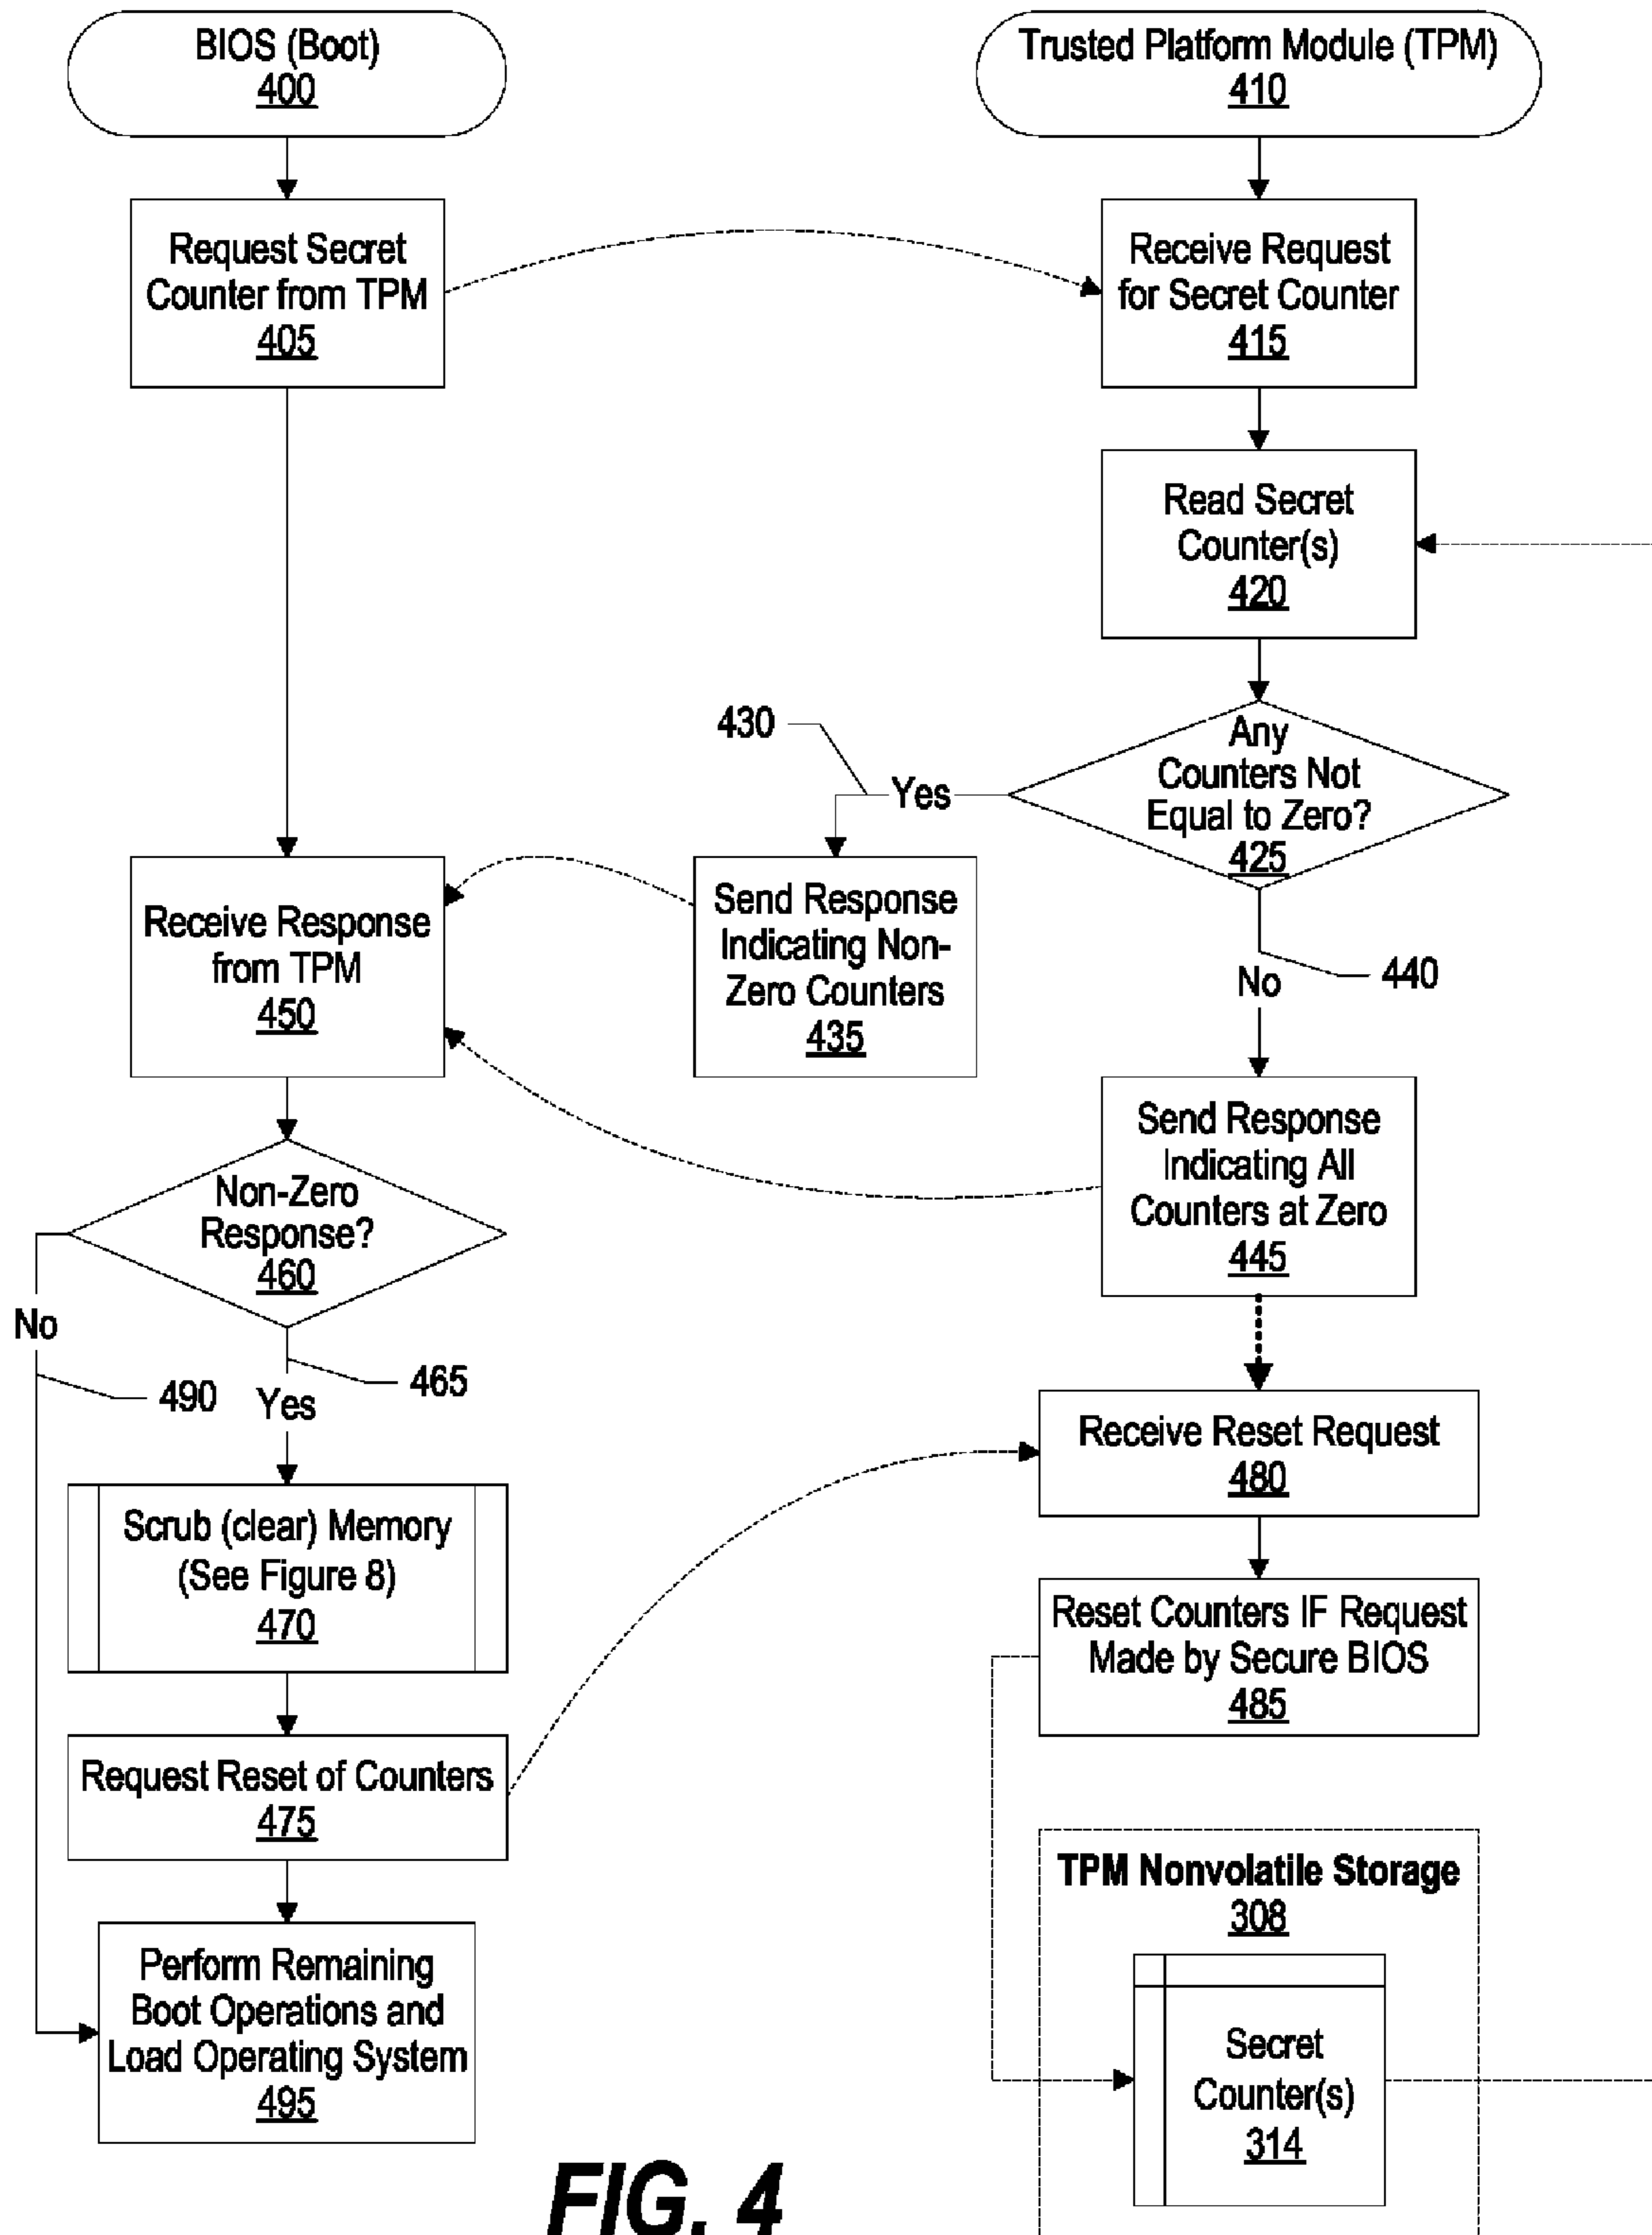 BIOS (Boot)
400
Trusted Platform Module (TPM)
410
Request Secret
Counter from TPM
405
Receive Request
for Secret Counter
415
Read Secret
Counter(s)
420
430
Yes
Any
Counters Not
Equal to Zero?
425
Receive Response
from TPM
450
Send Response
Indicating Non-
Zero Counters
435
No
440
Send Response
Indicating All
Counters at Zero
445
Non-Zero
Response?
460
No
490
Yes
465
Receive Reset Request
480
Scrub (clear) Memory
(See Figure 8)
470
Reset Counters IF Request
Made by Secure BIOS
485
Request Reset of Counters
475
TPM Nonvolatile Storage
308
Perform Remaining
Boot Operations and
Load Operating System
495
Secret
Counter(s)
314
FIG. 4